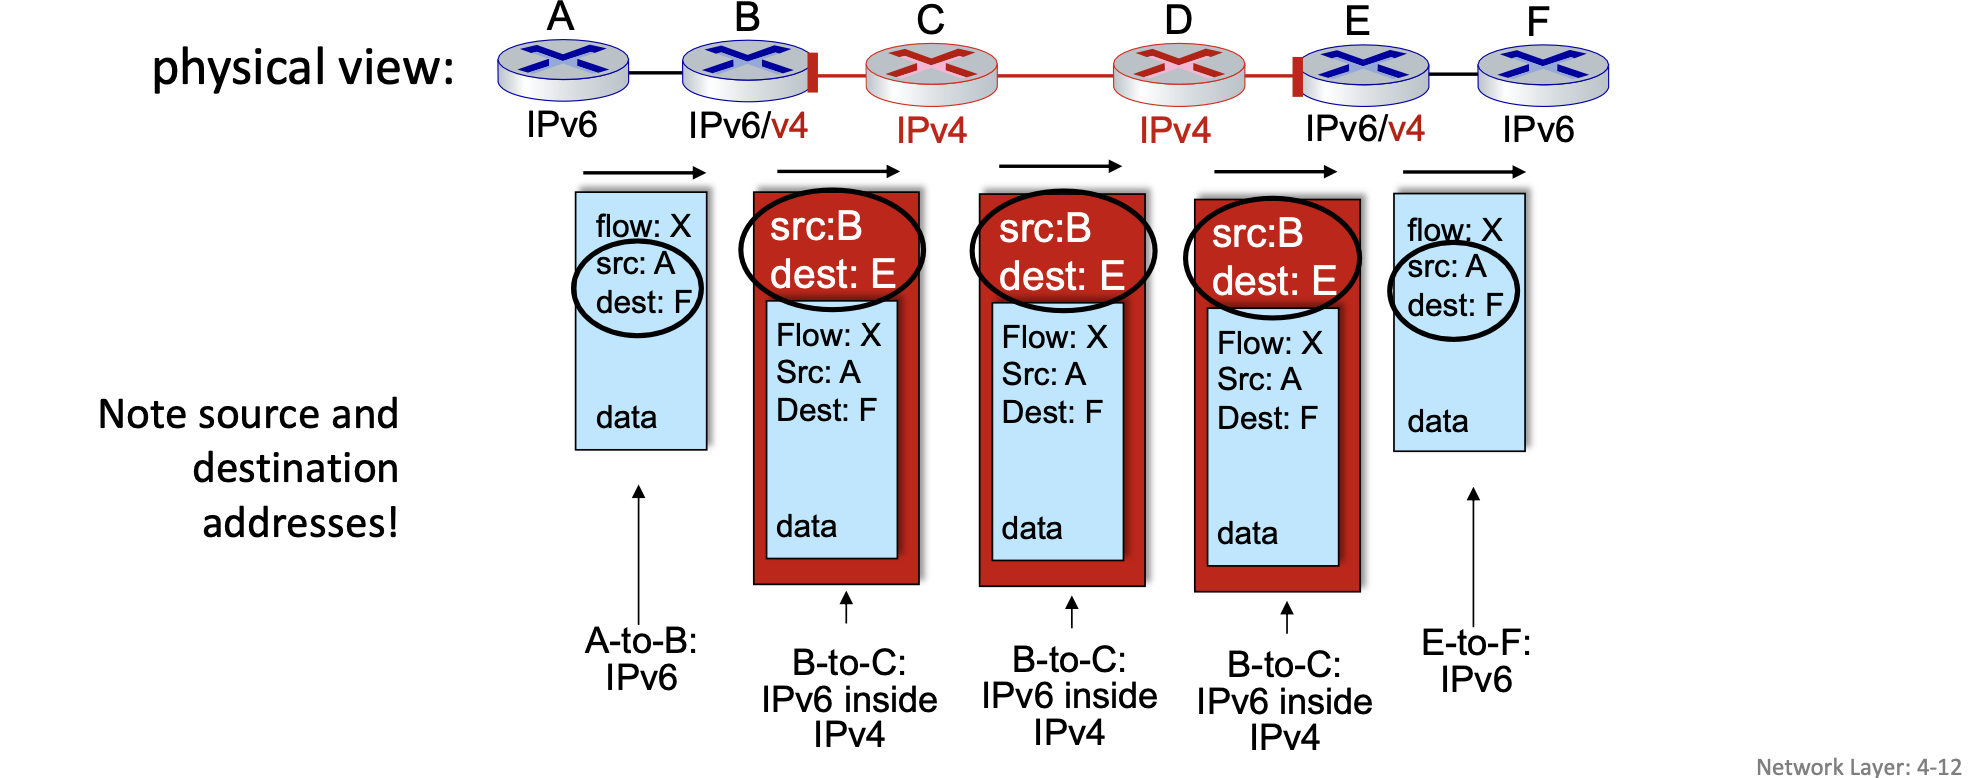 A
B
C
D
E
F
physical view:
IPv6
IPv6/v4
IPv4
IPv4
IPv6/v4
IPv6
flow: X
src: A
dest: F
data
src:B
dest: E
Flow: X
Src: A
Dest: F
data
src:B
dest: E
Flow: X
Src: A
Dest: F
data
src:B
dest: E
Flow: X
Src: A
Dest: F
data
flow: X
src: A
dest: F
data
Note source and
destination
addresses!
A-to-B:
IPv6
B-to-C:
IPv6 inside
IPv4
B-to-C:
IPv6 inside
IPv4
B-to-C:
IPv6 inside
IPv4
E-to-F:
IPv6
Network Layer: 4-12